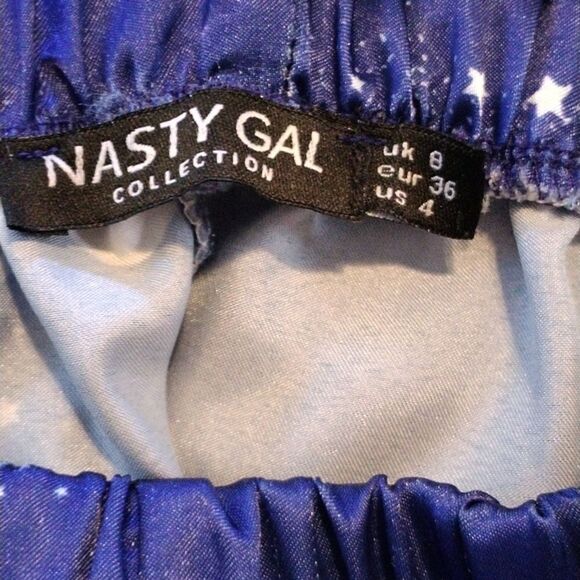 NASTY GAL
COLLECTION
uk 8
eur 36
us 4